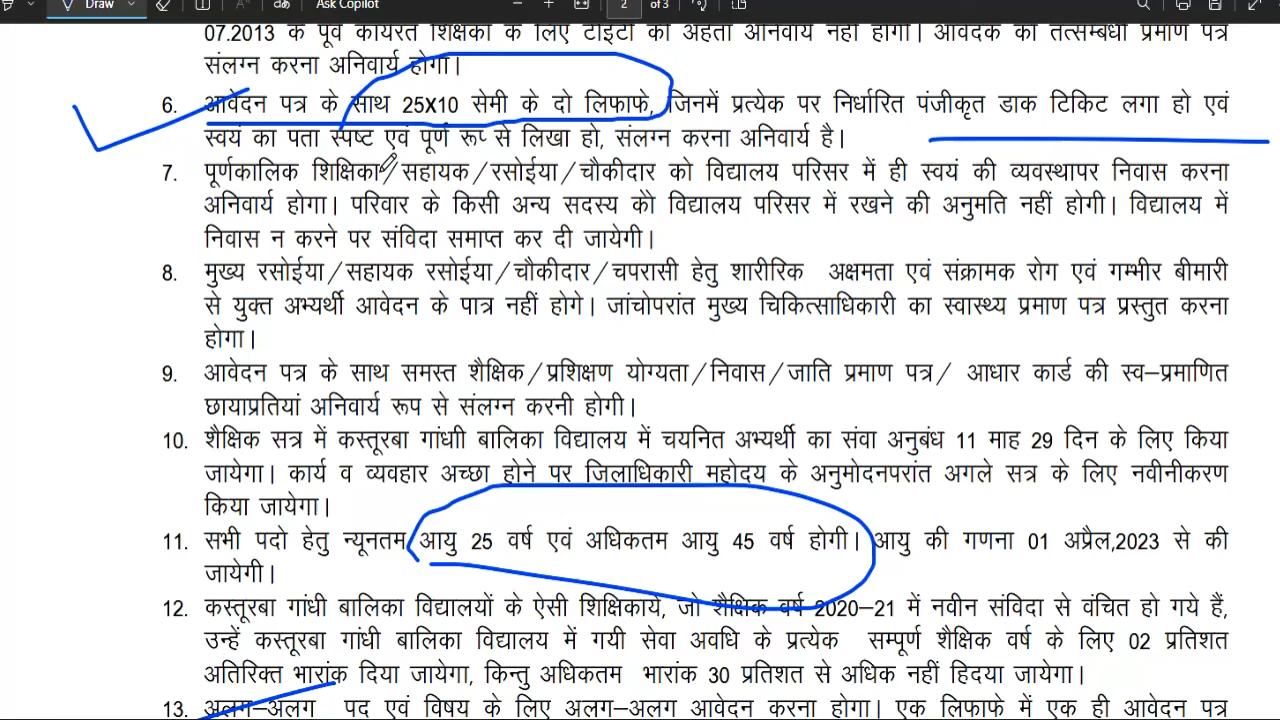 Draw
Ask Copilot
2 of 3
07.2013 के पूर्व कार्यरत शिक्षिका के लिए टीईटी की अर्हता अनिवार्य नहीं होगी। आवेदक को तत्सम्बंधी प्रमाण पत्र
संलग्न करना अनिवार्य होगा।
6. आवेदन पत्र के साथ 25X10 सेमी के दो लिफाफे, जिनमें प्रत्येक पर निर्धारित पंजीकृत डाक टिकिट लगा हो एवं
स्वयं का पता स्पष्ट एवं पूर्ण रूप से लिखा हो, संलग्न करना अनिवार्य है।
7. पूर्णकालिक शिक्षिका/सहायक/रसोईया/चौकीदार को विद्यालय परिसर में ही स्वयं की व्यवस्थापर निवास करना
अनिवार्य होगा। परिवार के किसी अन्य सदस्य कोे विद्यालय परिसर में रखने की अनुमति नहीं होगी। विद्यालय में
निवास न करने पर संविदा समाप्त कर दी जायेगी।
8. मुख्य रसोईया/सहायक रसोईया/चौकीदार/चपरासी हेतु शारीरिक अक्षमता एवं संक्रामक रोग एवं गम्भीर बीमारी
से युक्त अभ्यर्थी आवेदन के पात्र नहीं होगे। जांचोपरांत मुख्य चिकित्साधिकारी का स्वास्थ्य प्रमाण पत्र प्रस्तुत करना
होगा।
9. आवेदन पत्र के साथ समस्त शैक्षिक/प्रशिक्षण योग्यता/निवास/जाति प्रमाण पत्र/ आधार कार्ड की स्व–प्रमाणित
छायाप्रतियां अनिवार्य रूप से संलग्न करनी होगी।
10. शैक्षिक सत्र में कस्तूरबा गांधाी बालिका विद्यालय में चयनित अभ्यर्थी का संवा अनुबंध 11 माह 29 दिन के लिए किया
जायेगा। कार्य व व्यवहार अच्छा होने पर जिलाधिकारी महोदय के अनुमोदनपरांत अगले सत्र के लिए नवीनीकरण
किया जायेगा।
11. सभी पदो हेतु न्यूनतम आयु 25 वर्ष एवं अधिकतम आयु 45 वर्ष होगी। आयु की गणना 01 अप्रैल,2023 से की
जायेगी।
12. कस्तूरबा गांधी बालिका विद्यालयों के ऐसी शिक्षिकाये, जो शैक्षिक वर्ष 2020–21 में नवीन संविदा से वंचित हो गये हैं,
उन्हें कस्तूरबा गांधी बालिका विद्यालय में गयी सेवा अवधि के प्रत्येक सम्पूर्ण शैक्षिक वर्ष के लिए 02 प्रतिशत
अतिरिक्त भारांक दिया जायेगा, किन्तु अधिकतम भारांक 30 प्रतिशत से अधिक नहीं हिदया जायेगा।
13. अलग–अलग पद एवं विषय के लिए अलग–अलग आवेदन करना होगा। एक लिफाफे में एक ही आवेदन पत्र